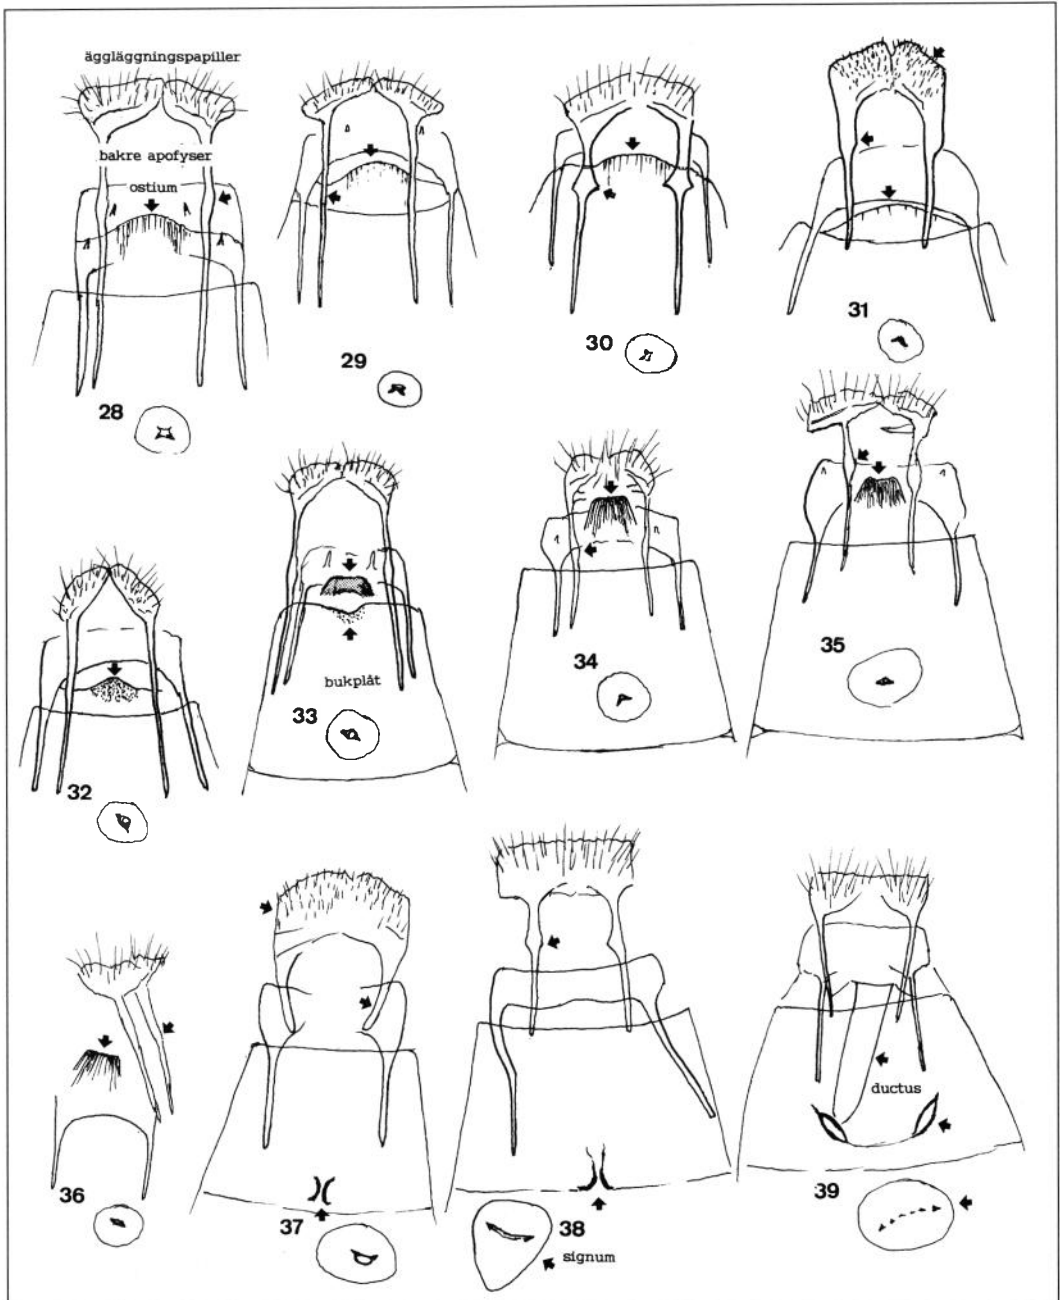 äggläggningspapiller
bakre apofyser
ostium
28
29
30
31
32
bukplåt
33
34
35
36
37
38
signum
ductus
39